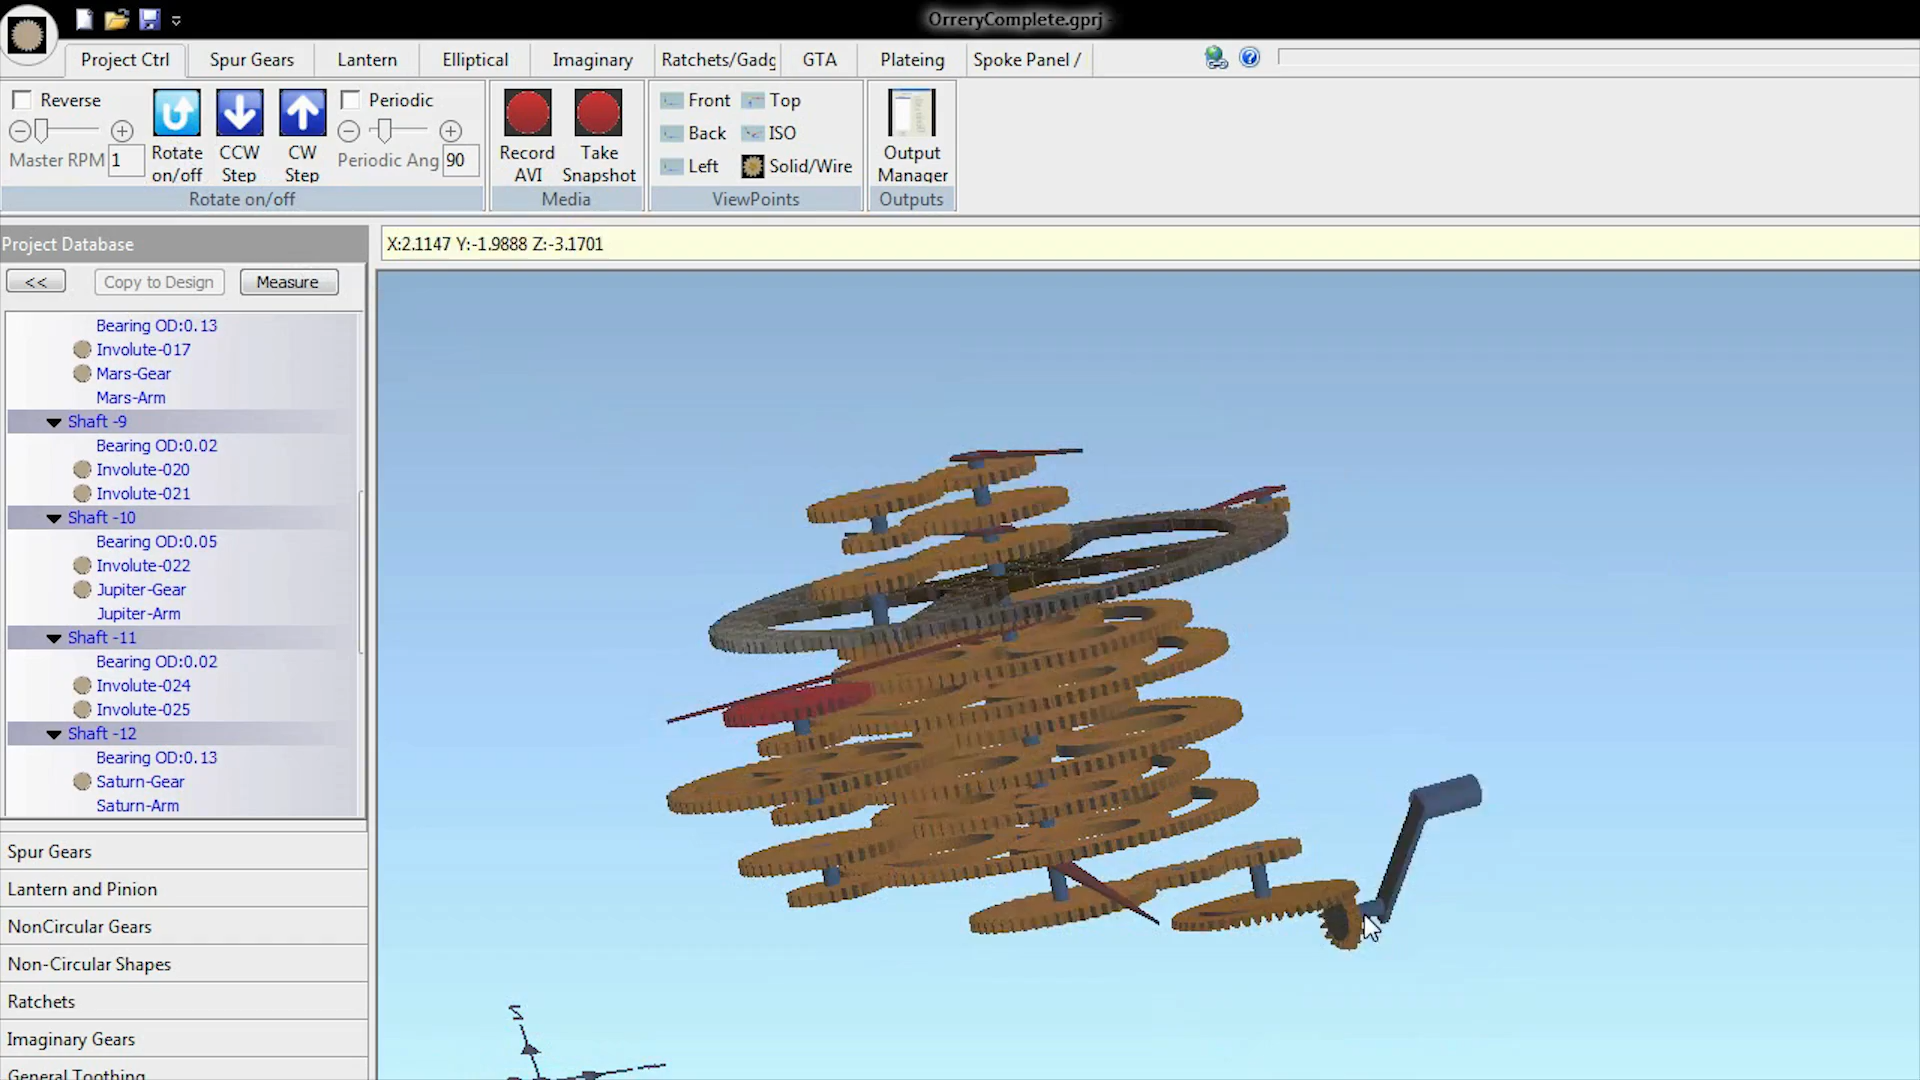 OrreryComplete.gprj -
Project Ctrl Spur Gears Lantern Elliptical Imaginary Ratchets/Gadg GTA Plateing Spoke Panel /
Reverse
Master RPM 1
Rotate on/off
CCW Step
CW Step
Periodic
Periodic Ang 90
Rotate on/off
Record AVI
Take Snapshot
Media
Front Top
Back ISO
Left Solid/Wire
ViewPoints
Output Manager
Outputs
Project Database
X:2.1147 Y:-1.9888 Z:-3.1701
<< Copy to Design Measure
Bearing OD:0.13
Involute-017
Mars-Gear
Mars-Arm
Shaft -9
Bearing OD:0.02
Involute-020
Involute-021
Shaft -10
Bearing OD:0.05
Involute-022
Jupiter-Gear
Jupiter-Arm
Shaft -11
Bearing OD:0.02
Involute-024
Involute-025
Shaft -12
Bearing OD:0.13
Saturn-Gear
Saturn-Arm
Spur Gears
Lantern and Pinion
NonCircular Gears
Non-Circular Shapes
Ratchets
Imaginary Gears
General Toothing
Z